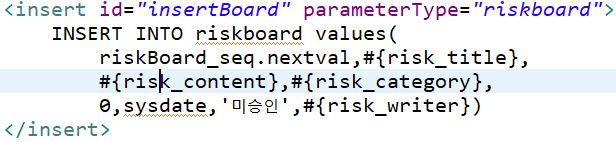 <insert id="insertBoard" parameterType="riskboard">
INSERT INTO riskboard values(
riskBoard_seq.nextval,#{risk_title},
#{risk_content},#{risk_category},
0,sysdate,'미승인',#{risk_writer})
</insert>